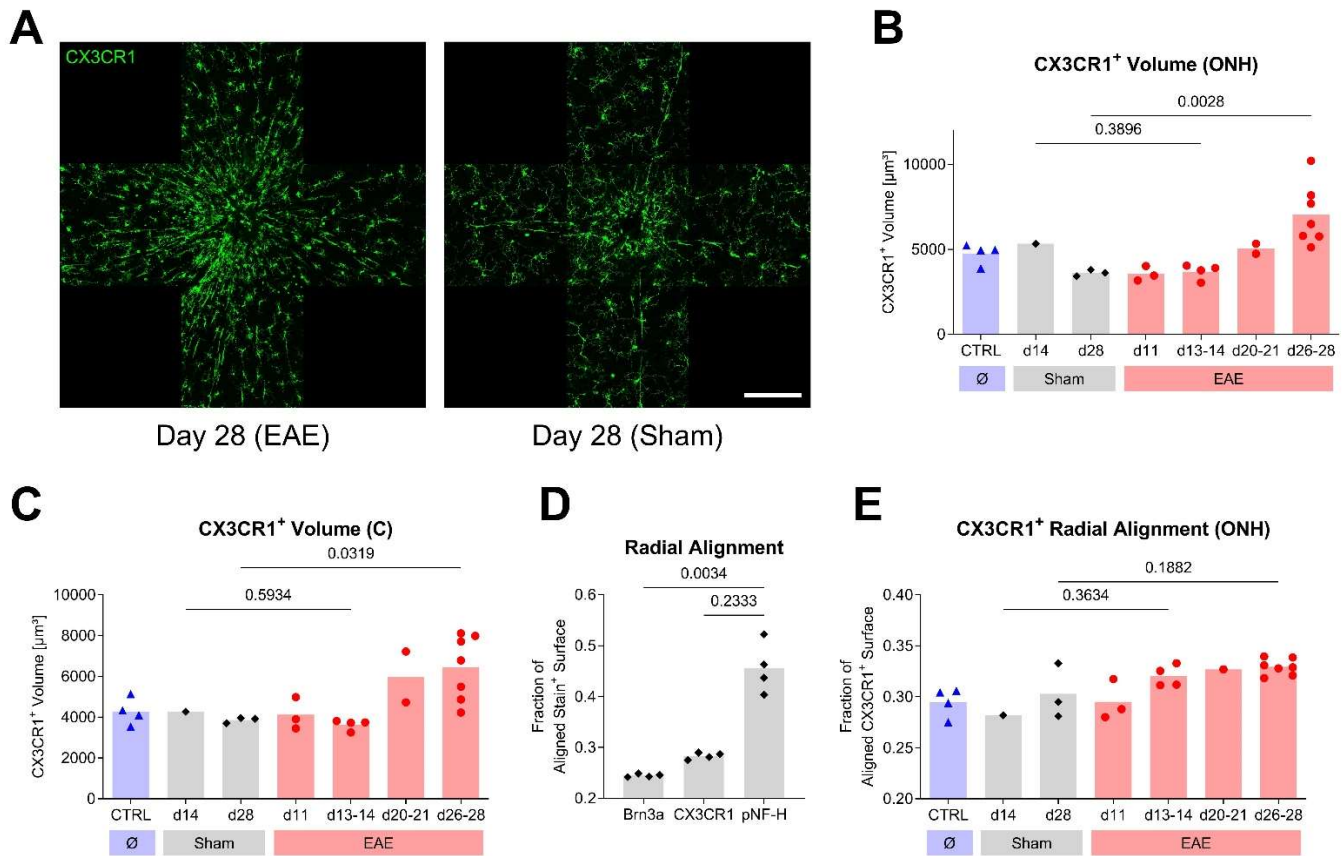 A
CX3CR1
Day 28 (EAE)
Day 28 (Sham)
B
CX3CR1⁺ Volume (ONH)
0.0028
0.3896
CX3CR1⁺ Volume [µm³]
10000
5000
0
CTRL d14 d28 d11 d13-14 d20-21 d26-28
Ø Sham EAE
C
CX3CR1⁺ Volume (C)
0.0319
0.5934
CX3CR1⁺ Volume [µm³]
10000
8000
6000
4000
2000
0
CTRL d14 d28 d11 d13-14 d20-21 d26-28
Ø Sham EAE
D
Radial Alignment
0.0034
0.2333
Fraction of
Aligned Stain⁺ Surface
0.6
0.5
0.4
0.3
0.2
Brn3a CX3CR1 pNF-H
E
CX3CR1⁺ Radial Alignment (ONH)
0.1882
0.3634
Fraction of
Aligned CX3CR1⁺ Surface
0.40
0.35
0.30
0.25
0.20
CTRL d14 d28 d11 d13-14 d20-21 d26-28
Ø Sham EAE